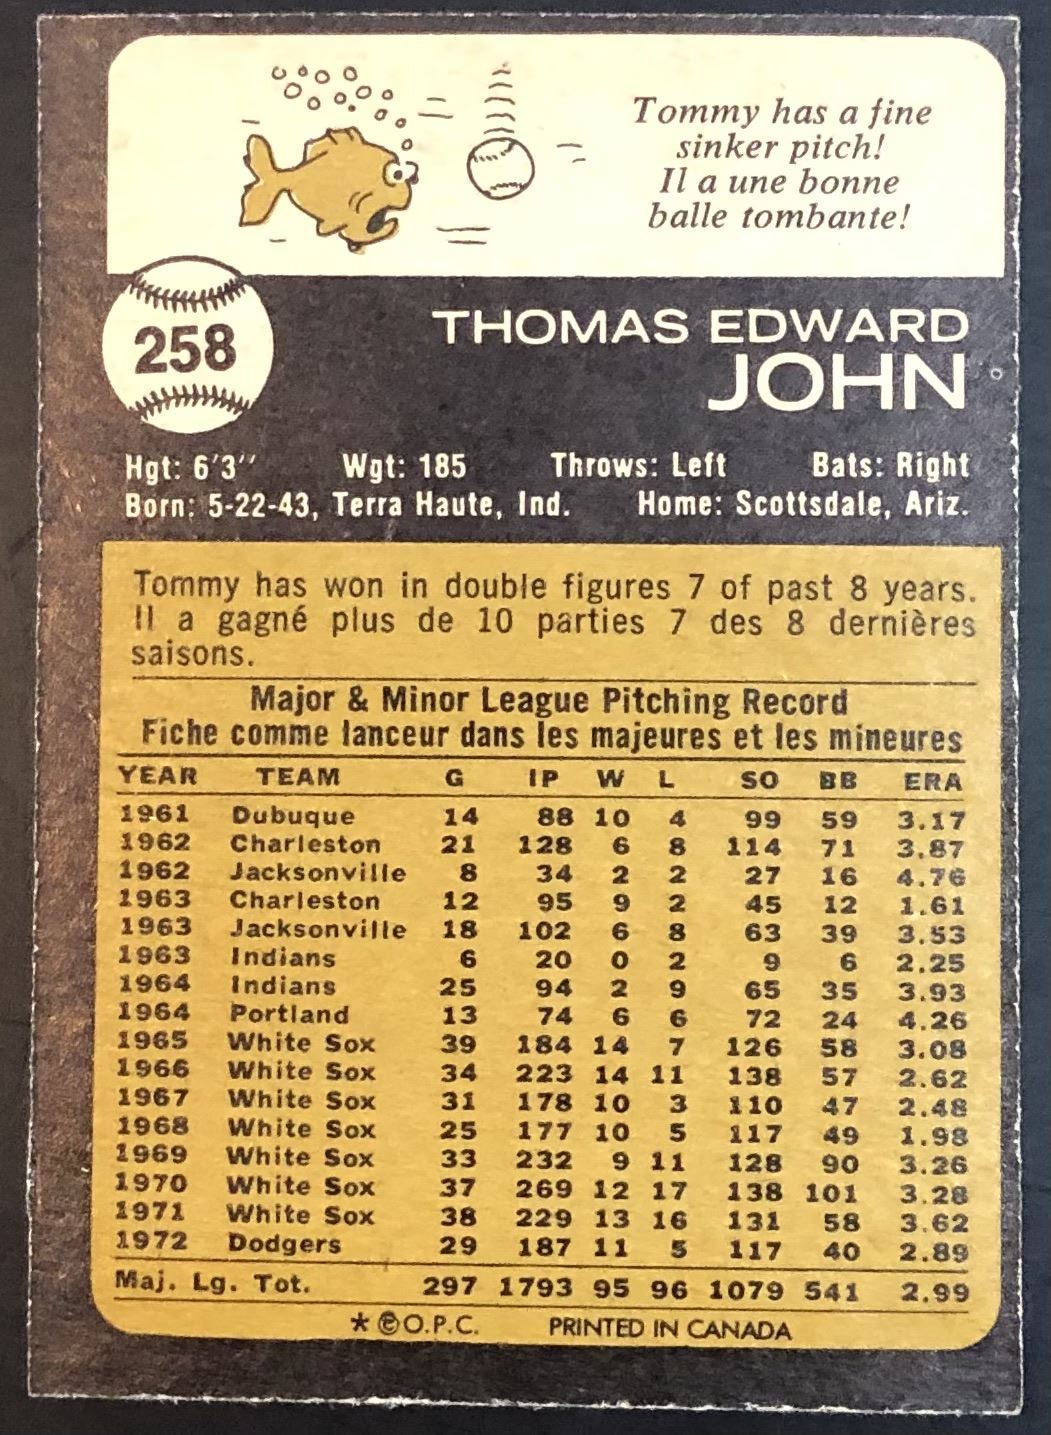 Tommy has a fine
sinker pitch!
Il a une bonne
balle tombante!
258
THOMAS EDWARD
JOHN
Hgt: 6'3" Wgt: 185 Throws: Left Bats: Right
Born: 5-22-43, Terra Haute, Ind. Home: Scottsdale, Ariz.
Tommy has won in double figures 7 of past 8 years.
Il a gagné plus de 10 parties 7 des 8 dernières
saisons.
Major & Minor League Pitching Record
Fiche comme lanceur dans les majeures et les mineures
YEAR TEAM G IP W L SO BB ERA
1961 Dubuque 14 88 10 4 99 59 3.17
1962 Charleston 21 128 6 8 114 71 3.87
1962 Jacksonville 8 34 2 2 27 16 4.76
1963 Charleston 12 95 9 2 45 12 1.61
1963 Jacksonville 18 102 6 8 63 39 3.53
1963 Indians 6 20 0 2 9 6 2.25
1964 Indians 25 94 2 9 65 35 3.93
1964 Portland 13 74 6 6 72 24 4.26
1965 White Sox 39 184 14 7 126 58 3.08
1966 White Sox 34 223 14 11 138 57 2.62
1967 White Sox 31 178 10 3 110 47 2.48
1968 White Sox 25 177 10 5 117 49 1.98
1969 White Sox 33 232 9 11 128 90 3.26
1970 White Sox 37 269 12 17 138 101 3.28
1971 White Sox 38 229 13 16 131 58 3.62
1972 Dodgers 29 187 11 5 117 40 2.89
Maj. Lg. Tot. 297 1793 95 96 1079 541 2.99
* ©O.P.C. PRINTED IN CANADA